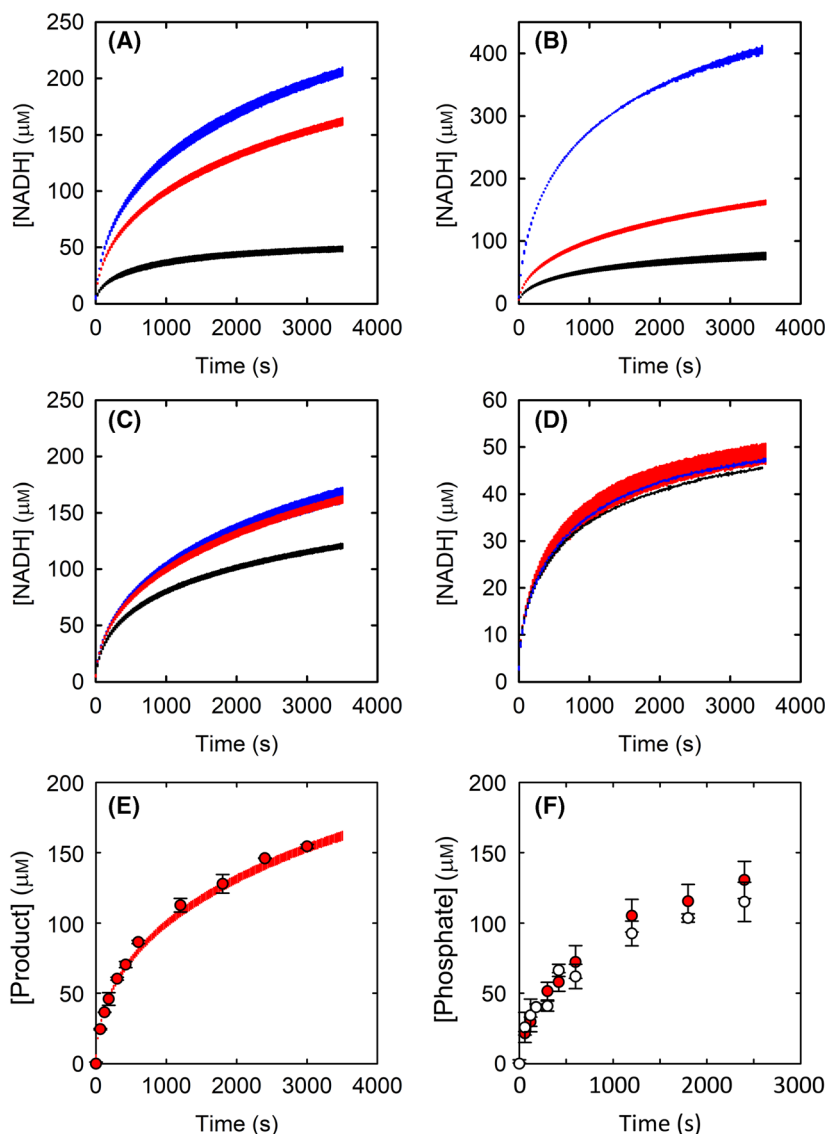 (A)
[NADH] (μM)
250
200
150
100
50
0
0 1000 2000 3000 4000
Time (s)
(B)
[NADH] (μM)
400
300
200
100
0
0 1000 2000 3000 4000
Time (s)
(C)
[NADH] (μM)
250
200
150
100
50
0
0 1000 2000 3000 4000
Time (s)
(D)
[NADH] (μM)
60
50
40
30
20
10
0
0 1000 2000 3000 4000
Time (s)
(E)
[Product] (μM)
200
150
100
50
0
0 1000 2000 3000 4000
Time (s)
(F)
[Phosphate] (μM)
200
150
100
50
0
0 1000 2000 3000
Time (s)